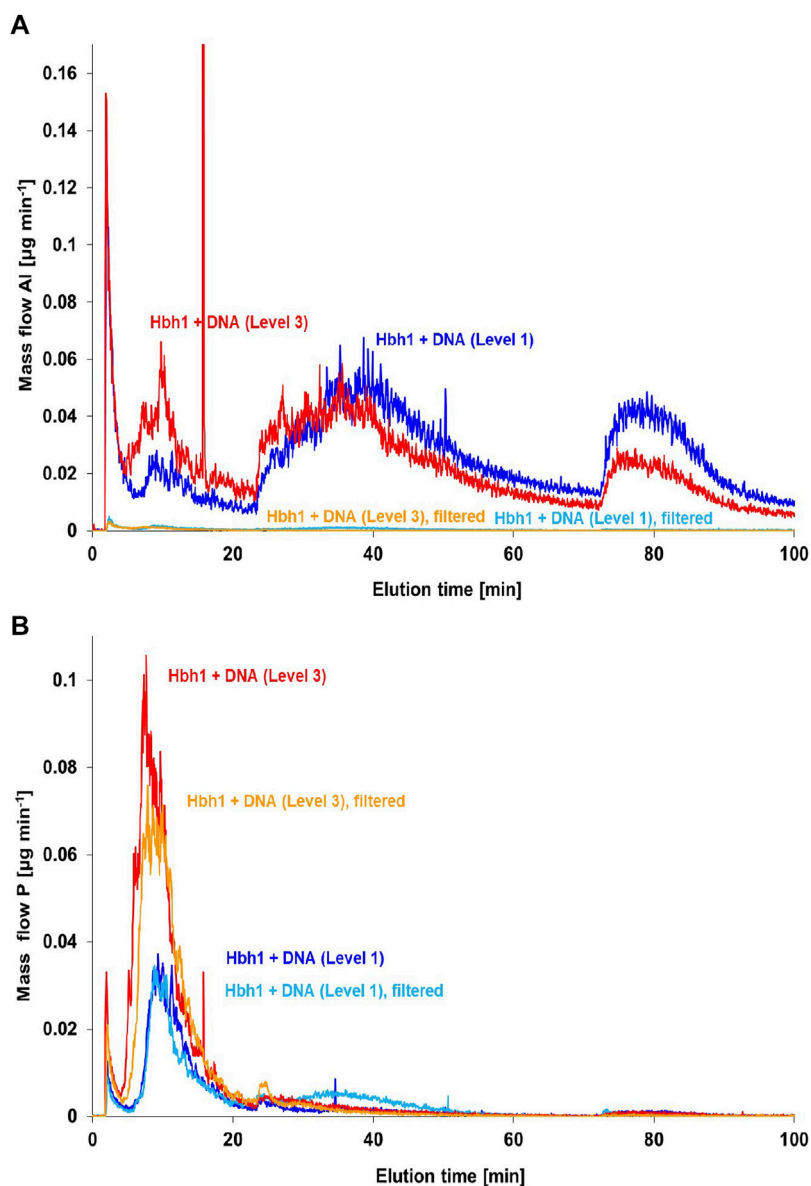 A
0.16
0.14
0.12
0.1
0.08
0.06
0.04
0.02
0
Mass flow Al [µg min⁻¹]
Hbh1 + DNA (Level 3)
Hbh1 + DNA (Level 1)
Hbh1 + DNA (Level 3), filtered
Hbh1 + DNA (Level 1), filtered
0 20 40 60 80 100
Elution time [min]
B
0.1
0.08
0.06
0.04
0.02
0
Mass flow P [µg min⁻¹]
Hbh1 + DNA (Level 3)
Hbh1 + DNA (Level 3), filtered
Hbh1 + DNA (Level 1)
Hbh1 + DNA (Level 1), filtered
0 20 40 60 80 100
Elution time [min]